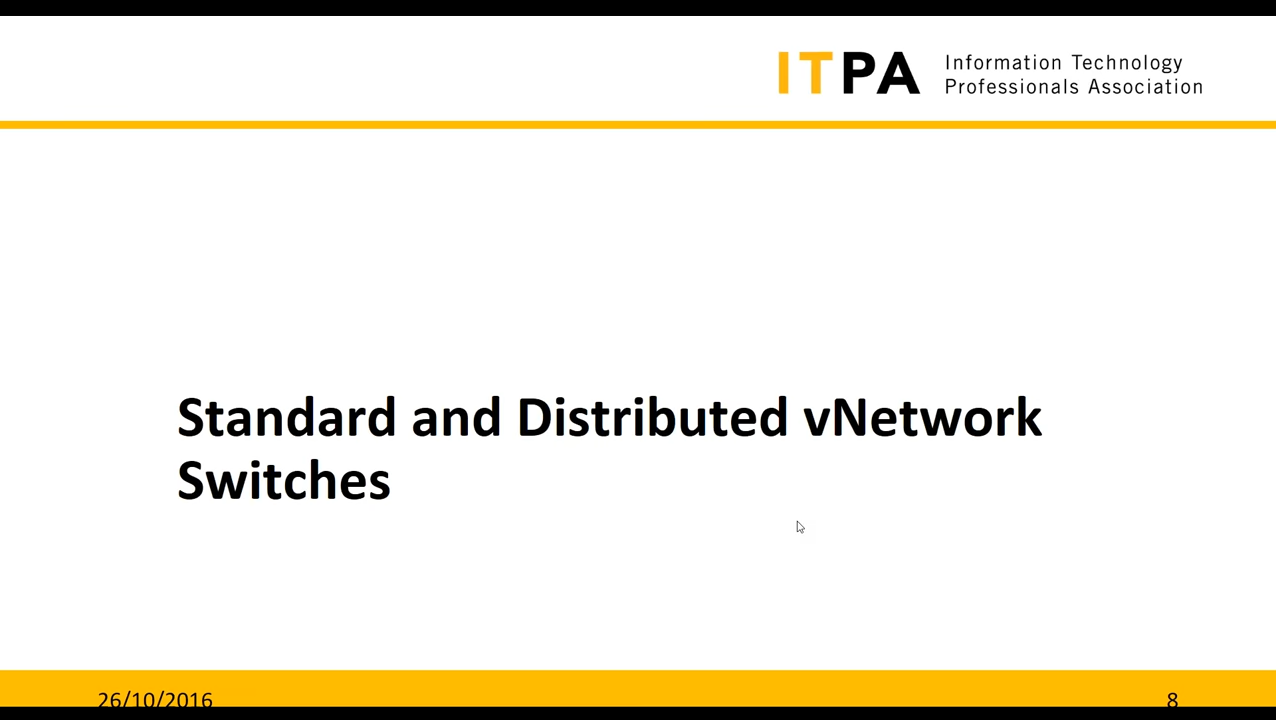 ITPA
Information Technology
Professionals Association
Standard and Distributed vNetwork
Switches
26/10/2016
8